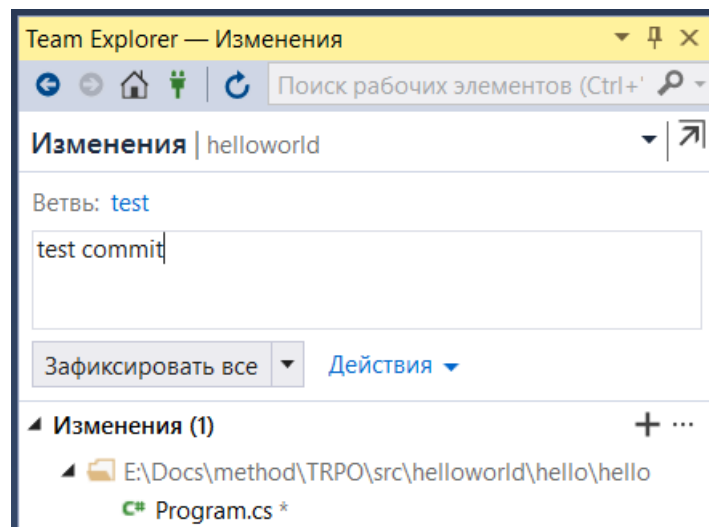 Team Explorer — Изменения
Поиск рабочих элементов (Ctrl+'
Изменения | helloworld
Ветвь: test
test commit
Зафиксировать все
Действия
Изменения (1)
E:\Docs\method\TRPO\src\helloworld\hello\hello
C# Program.cs *